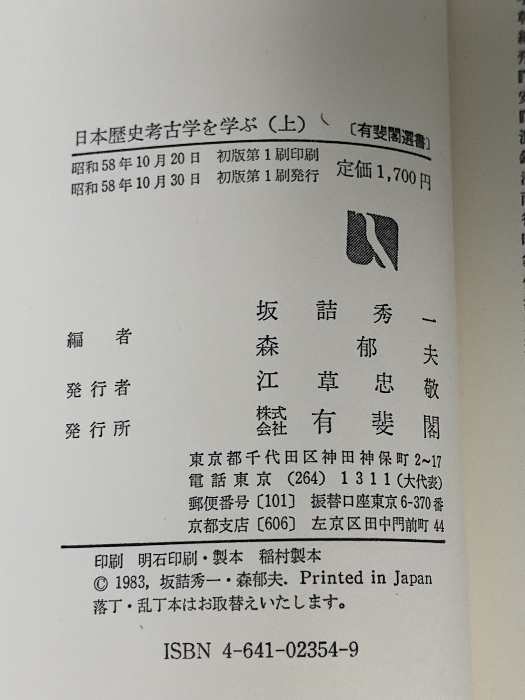 日本歴史考古学を学ぶ（上） 〔有斐閣選書〕
昭和58年10月20日 初版第1刷印刷
昭和58年10月30日 初版第1刷発行 定価1,700円
編者 坂詰秀一
森郁夫
発行者 江草忠敬
発行所 株式会社 有斐閣
東京都千代田区神田神保町2~17
電話東京（264）1311（大代表）
郵便番号〔101〕 振替口座東京6-370番
京都支店〔606〕 左京区田中門前町44
印刷 明石印刷・製本 稲村製本
© 1983, 坂詰秀一・森郁夫. Printed in Japan
落丁・乱丁本はお取替えいたします。
ISBN 4-641-02354-9